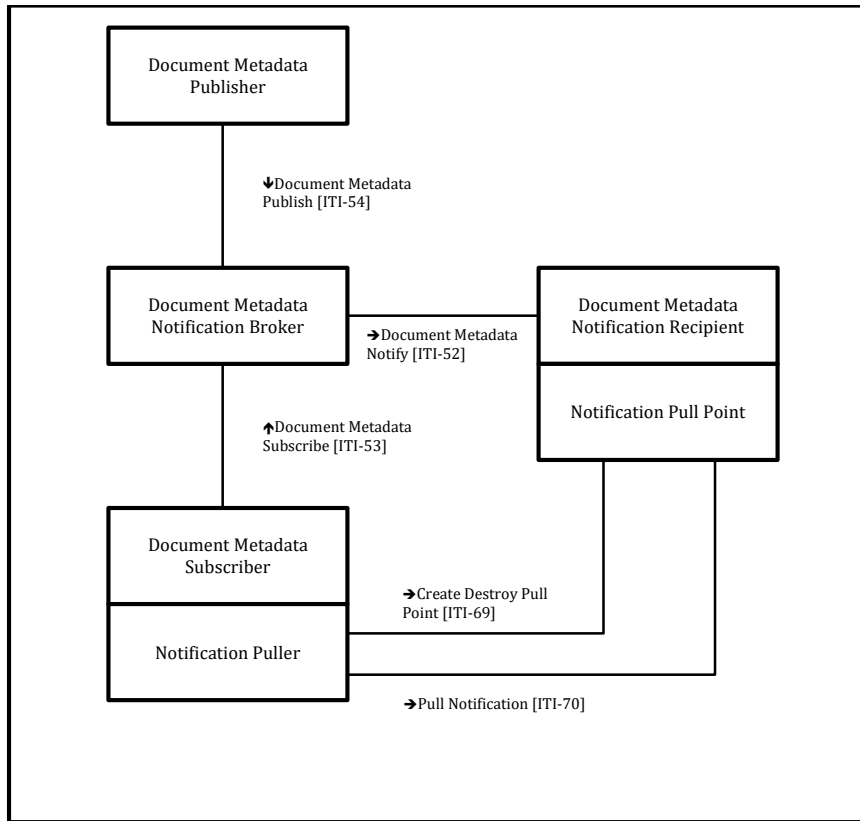 Document Metadata
Publisher
🡻Document Metadata
Publish [ITI-54]
Document Metadata
Notification Broker
➔Document Metadata
Notify [ITI-52]
Document Metadata
Notification Recipient
Notification Pull Point
🡹Document Metadata
Subscribe [ITI-53]
Document Metadata
Subscriber
Notification Puller
➔Create Destroy Pull
Point [ITI-69]
➔Pull Notification [ITI-70]